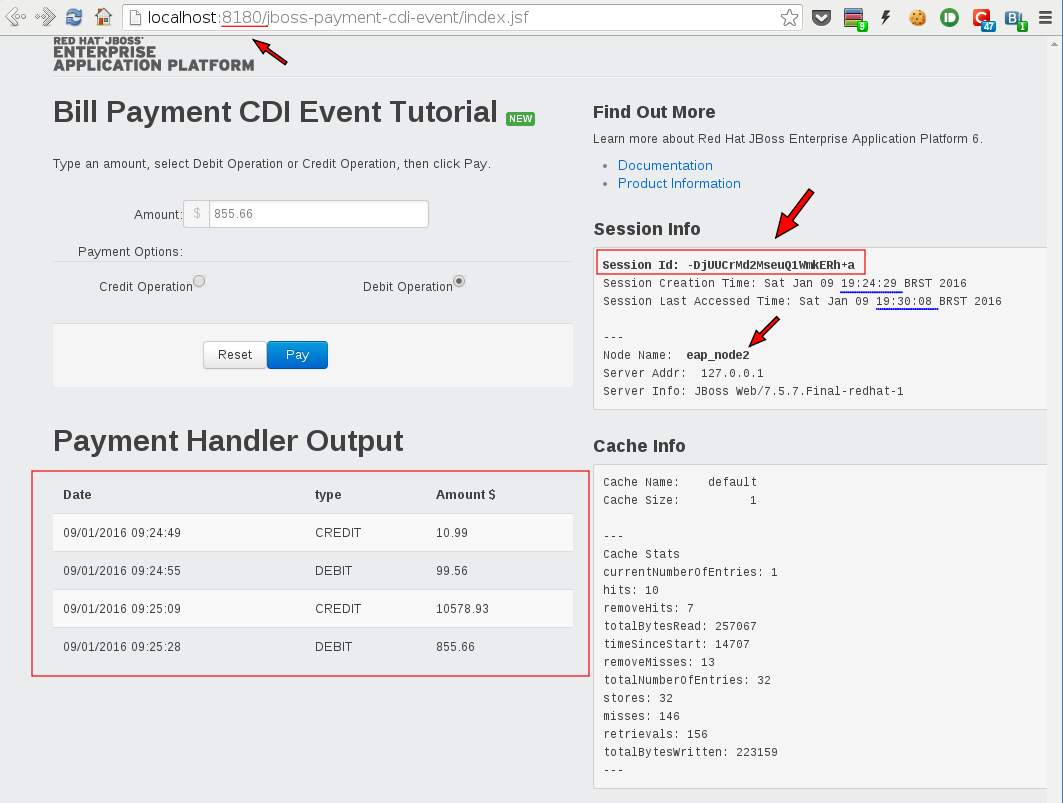 localhost:8180/jboss-payment-cdi-event/index.jsf
9
47
B
1
RED HAT JBOSS
ENTERPRISE
APPLICATION PLATFORM
Bill Payment CDI Event Tutorial NEW
Type an amount, select Debit Operation or Credit Operation, then click Pay.
Amount: $ 855.66
Payment Options:
Credit Operation
Debit Operation
Reset
Pay
Payment Handler Output
Date type Amount $
09/01/2016 09:24:49 CREDIT 10.99
09/01/2016 09:24:55 DEBIT 99.56
09/01/2016 09:25:09 CREDIT 10578.93
09/01/2016 09:25:28 DEBIT 855.66
Find Out More
Learn more about Red Hat JBoss Enterprise Application Platform 6.
Documentation
Product Information
Session Info
Session Id: -DjUUCrMd2MseuQ1WmkERh+a
Session Creation Time: Sat Jan 09 19:24:29 BRST 2016
Session Last Accessed Time: Sat Jan 09 19:30:08 BRST 2016
---
Node Name: eap_node2
Server Addr: 127.0.0.1
Server Info: JBoss Web/7.5.7.Final-redhat-1
Cache Info
Cache Name: default
Cache Size: 1
---
Cache Stats
currentNumberOfEntries: 1
hits: 10
removeHits: 7
totalBytesRead: 257067
timeSinceStart: 14707
removeMisses: 13
totalNumberOfEntries: 32
stores: 32
misses: 146
retrievals: 156
totalBytesWritten: 223159
---